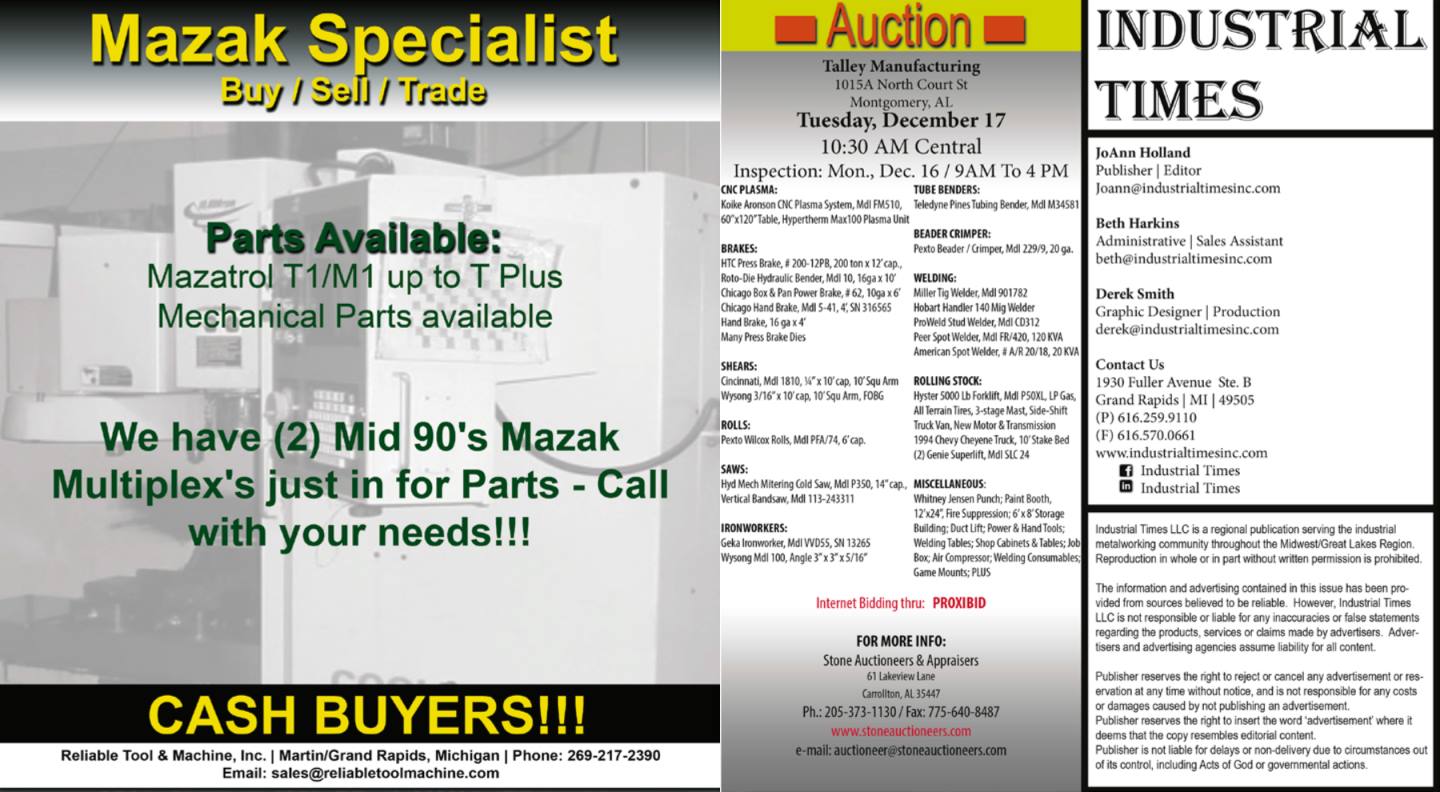 Mazak Specialist
Buy / Sell / Trade
Parts Available:
Mazatrol T1/M1 up to T Plus
Mechanical Parts available
We have (2) Mid 90's Mazak
Multiplex's just in for Parts - Call
with your needs!!!
CASH BUYERS!!!
Reliable Tool & Machine, Inc. | Martin/Grand Rapids, Michigan | Phone: 269-217-2390
Email: sales@reliabletoolmachine.com
Auction
Talley Manufacturing
1015A North Court St
Montgomery, AL
Tuesday, December 17
10:30 AM Central
Inspection: Mon., Dec. 16 / 9AM To 4 PM
CNC PLASMA:
Koike Aronson CNC Plasma System, Mdl FM510,
60"x120" Table, Hypertherm Max100 Plasma Unit
BRAKES:
HTC Press Brake, # 200-12PB, 200 ton x 12' cap.,
Roto-Die Hydraulic Bender, Mdl 10, 16ga x 10'
Chicago Box & Pan Power Brake, # 62, 10ga x 6'
Chicago Hand Brake, Mdl 5-41, 4', SN 316565
Hand Brake, 16 ga x 4'
Many Press Brake Dies
SHEARS:
Cincinnati, Mdl 1810, ¼" x 10' cap, 10' Squ Arm
Wysong 3/16" x 10' cap, 10' Squ Arm, FOBG
ROLLS:
Pexto Wilcox Rolls, Mdl PFA/74, 6' cap.
SAWS:
Hyd Mech Mitering Cold Saw, Mdl P350, 14" cap.,
Vertical Bandsaw, Mdl 113-243311
IRONWORKERS:
Geka Ironworker, Mdl VVD55, SN 13265
Wysong Mdl 100, Angle 3" x 3" x 5/16"
TUBE BENDERS:
Teledyne Pines Tubing Bender, Mdl M34581
BEADER CRIMPER:
Pexto Beader / Crimper, Mdl 229/9, 20 ga.
WELDING:
Miller Tig Welder, Mdl 901782
Hobart Handler 140 Mig Welder
ProWeld Stud Welder, Mdl CD312
Peer Spot Welder, Mdl FR/420, 120 KVA
American Spot Welder, # A/R 20/18, 20 KVA
ROLLING STOCK:
Hyster 5000 Lb Forklift, Mdl P50XL, LP Gas,
All Terrain Tires, 3-stage Mast, Side-Shift
Truck Van, New Motor & Transmission
1994 Chevy Cheyene Truck, 10' Stake Bed
(2) Genie Superlift, Mdl SLC 24
MISCELLANEOUS:
Whitney Jensen Punch; Paint Booth,
12'x24", Fire Suppression; 6' x 8' Storage
Building; Duct Lift; Power & Hand Tools;
Welding Tables; Shop Cabinets & Tables; Job
Box; Air Compressor; Welding Consumables;
Game Mounts; PLUS
Internet Bidding thru: PROXIBID
FOR MORE INFO:
Stone Auctioneers & Appraisers
61 Lakeview Lane
Carrollton, AL 35447
Ph.: 205-373-1130 / Fax: 775-640-8487
www.stoneauctioneers.com
e-mail: auctioneer@stoneauctioneers.com
INDUSTRIAL
TIMES
JoAnn Holland
Publisher | Editor
Joann@industrialtimesinc.com
Beth Harkins
Administrative | Sales Assistant
beth@industrialtimesinc.com
Derek Smith
Graphic Designer | Production
derek@industrialtimesinc.com
Contact Us
1930 Fuller Avenue Ste. B
Grand Rapids | MI | 49505
(P) 616.259.9110
(F) 616.570.0661
www.industrialtimesinc.com
Industrial Times
Industrial Times
Industrial Times LLC is a regional publication serving the industrial
metalworking community throughout the Midwest/Great Lakes Region.
Reproduction in whole or in part without written permission is prohibited.
The information and advertising contained in this issue has been pro-
vided from sources believed to be reliable. However, Industrial Times
LLC is not responsible or liable for any inaccuracies or false statements
regarding the products, services or claims made by advertisers. Adver-
tisers and advertising agencies assume liability for all content.
Publisher reserves the right to reject or cancel any advertisement or res-
ervation at any time without notice, and is not responsible for any costs
or damages caused by not publishing an advertisement.
Publisher reserves the right to insert the word 'advertisement' where it
deems that the copy resembles editorial content.
Publisher is not liable for delays or non-delivery due to circumstances out
of its control, including Acts of God or governmental actions.